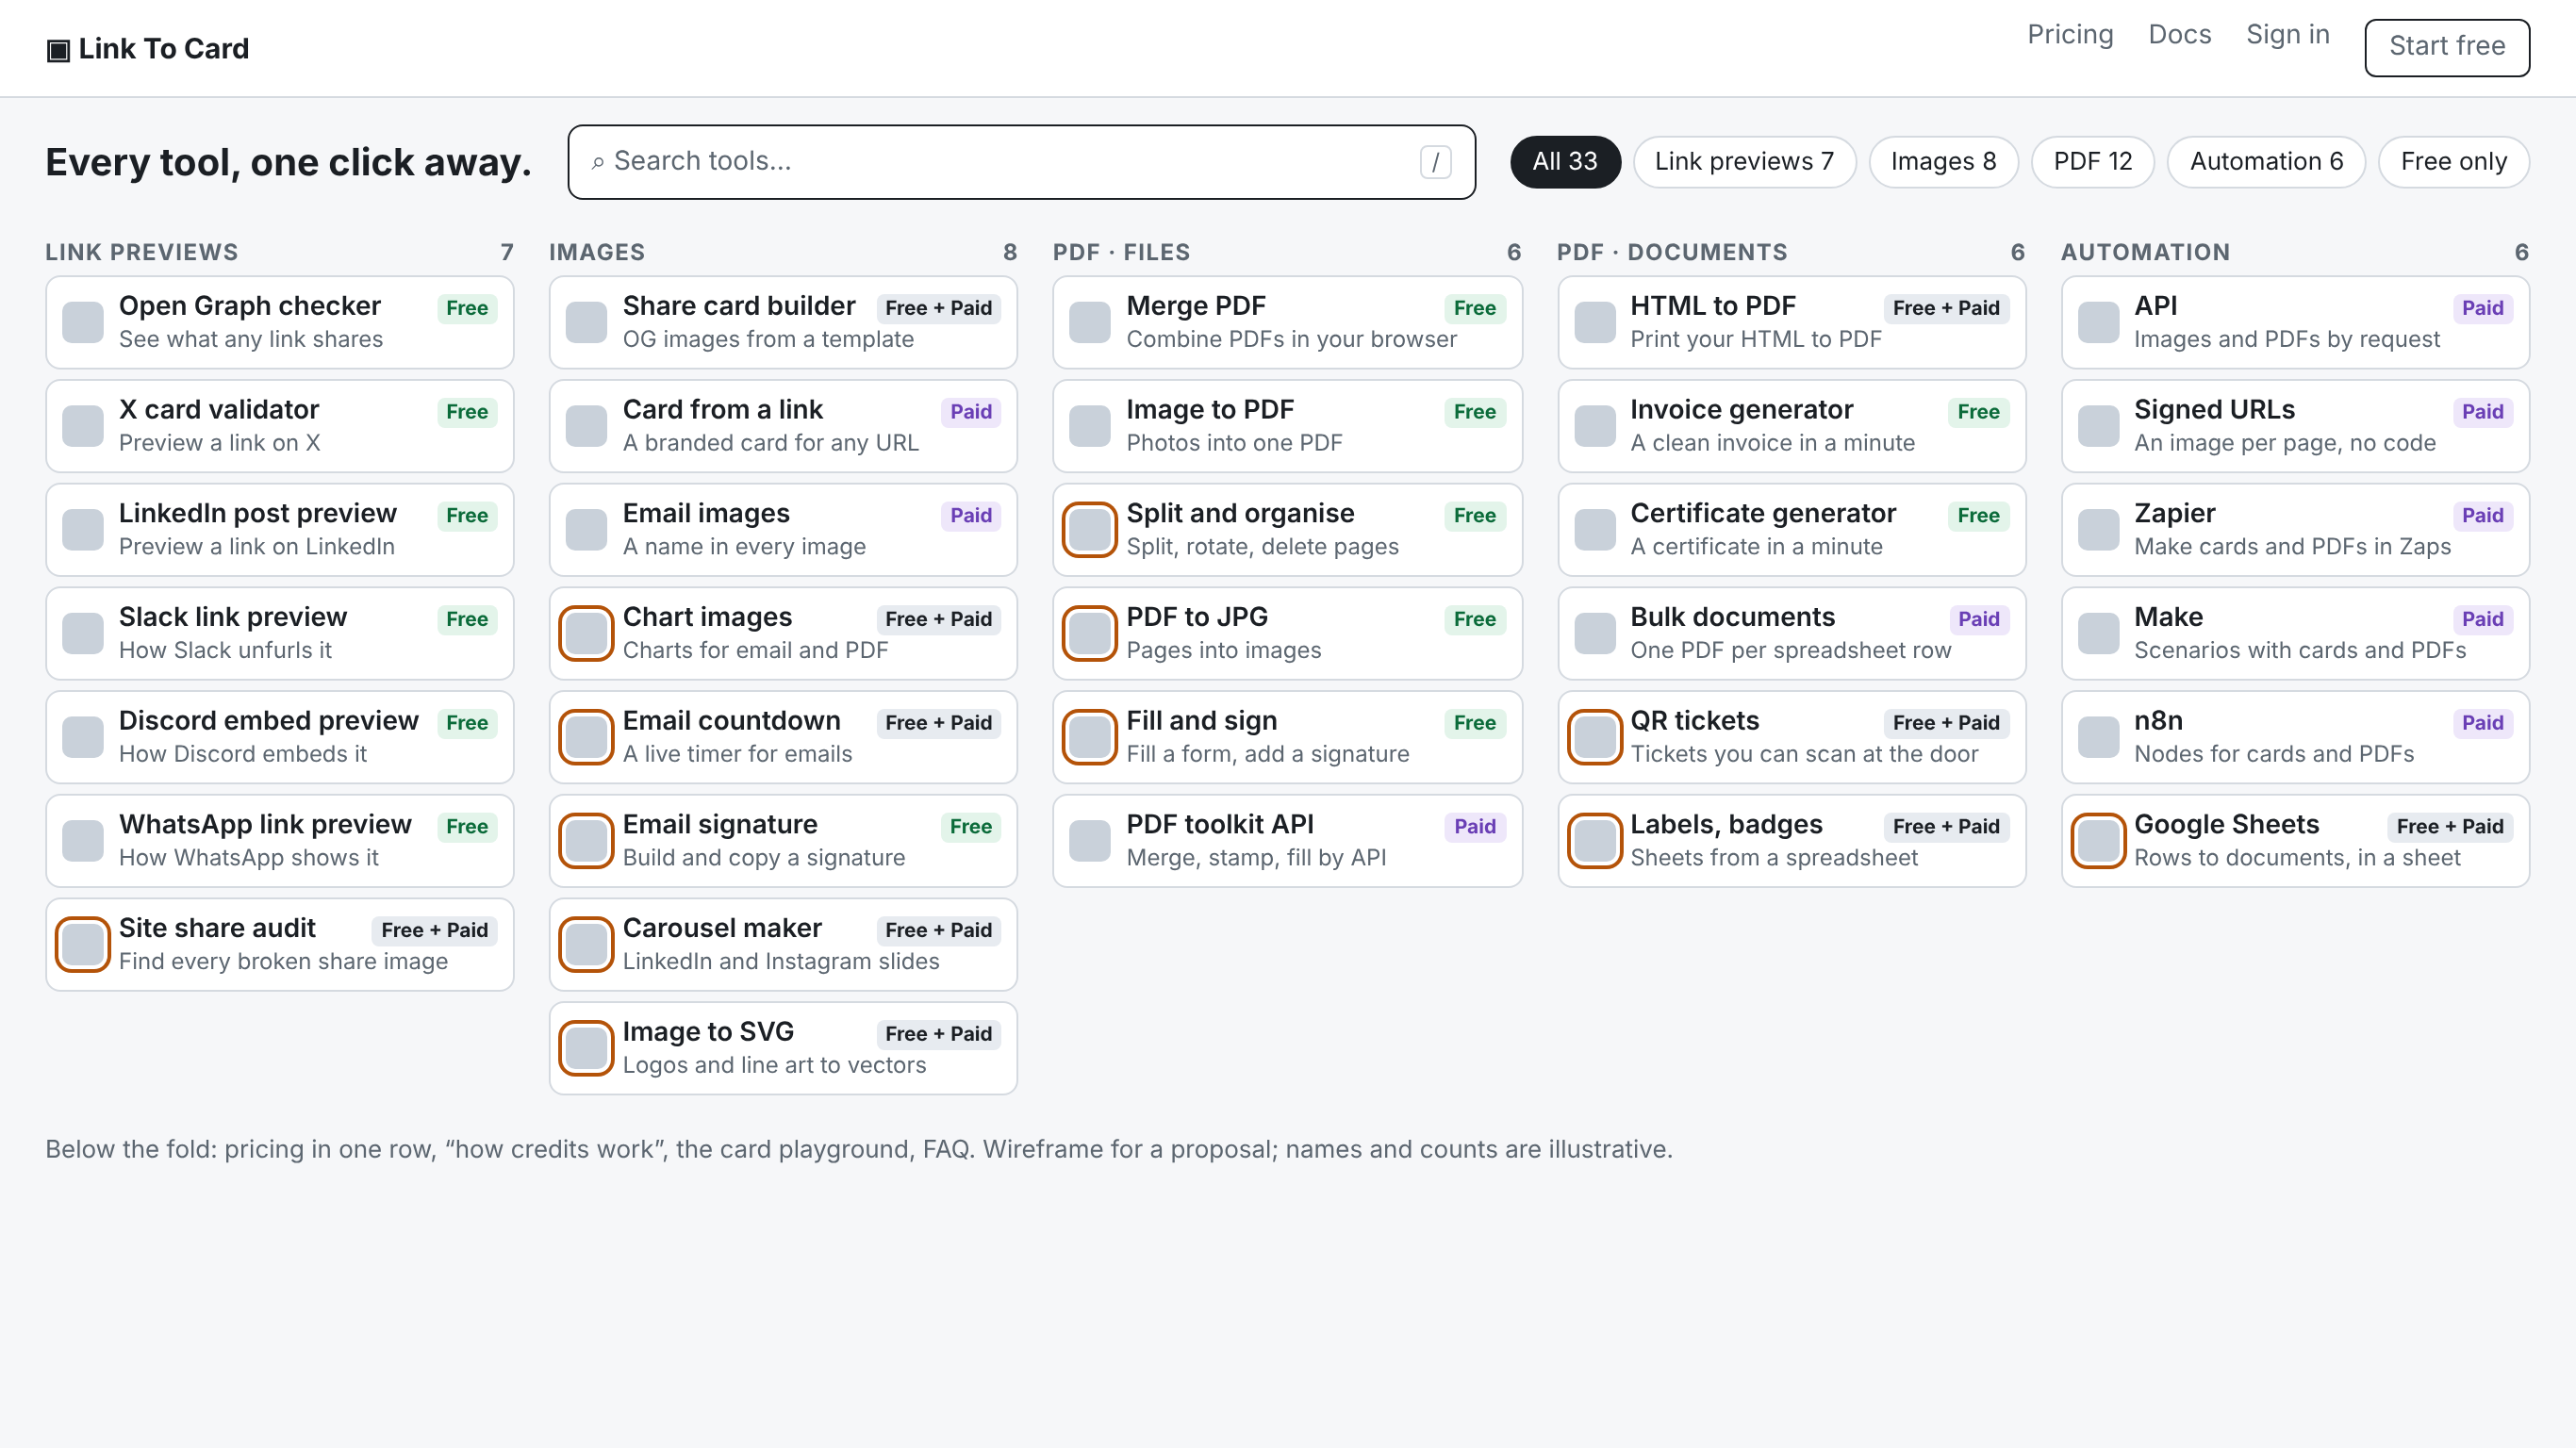 ▣ Link To Card
Pricing
Docs
Sign in
Start free
Every tool, one click away.
⌕ Search tools…
/
All 33
Link previews 7
Images 8
PDF 12
Automation 6
Free only
LINK PREVIEWS 7
Open Graph checker Free
See what any link shares
X card validator Free
Preview a link on X
LinkedIn post preview Free
Preview a link on LinkedIn
Slack link preview Free
How Slack unfurls it
Discord embed preview Free
How Discord embeds it
WhatsApp link preview Free
How WhatsApp shows it
Site share audit Free + Paid
Find every broken share image
IMAGES 8
Share card builder Free + Paid
OG images from a template
Card from a link Paid
A branded card for any URL
Email images Paid
A name in every image
Chart images Free + Paid
Charts for email and PDF
Email countdown Free + Paid
A live timer for emails
Email signature Free
Build and copy a signature
Carousel maker Free + Paid
LinkedIn and Instagram slides
Image to SVG Free + Paid
Logos and line art to vectors
PDF · FILES 6
Merge PDF Free
Combine PDFs in your browser
Image to PDF Free
Photos into one PDF
Split and organise Free
Split, rotate, delete pages
PDF to JPG Free
Pages into images
Fill and sign Free
Fill a form, add a signature
PDF toolkit API Paid
Merge, stamp, fill by API
PDF · DOCUMENTS 6
HTML to PDF Free + Paid
Print your HTML to PDF
Invoice generator Free
A clean invoice in a minute
Certificate generator Free
A certificate in a minute
Bulk documents Paid
One PDF per spreadsheet row
QR tickets Free + Paid
Tickets you can scan at the door
Labels, badges Free + Paid
Sheets from a spreadsheet
AUTOMATION 6
API Paid
Images and PDFs by request
Signed URLs Paid
An image per page, no code
Zapier Paid
Make cards and PDFs in Zaps
Make Paid
Scenarios with cards and PDFs
n8n Paid
Nodes for cards and PDFs
Google Sheets Free + Paid
Rows to documents, in a sheet
Below the fold: pricing in one row, “how credits work”, the card playground, FAQ. Wireframe for a proposal; names and counts are illustrative.